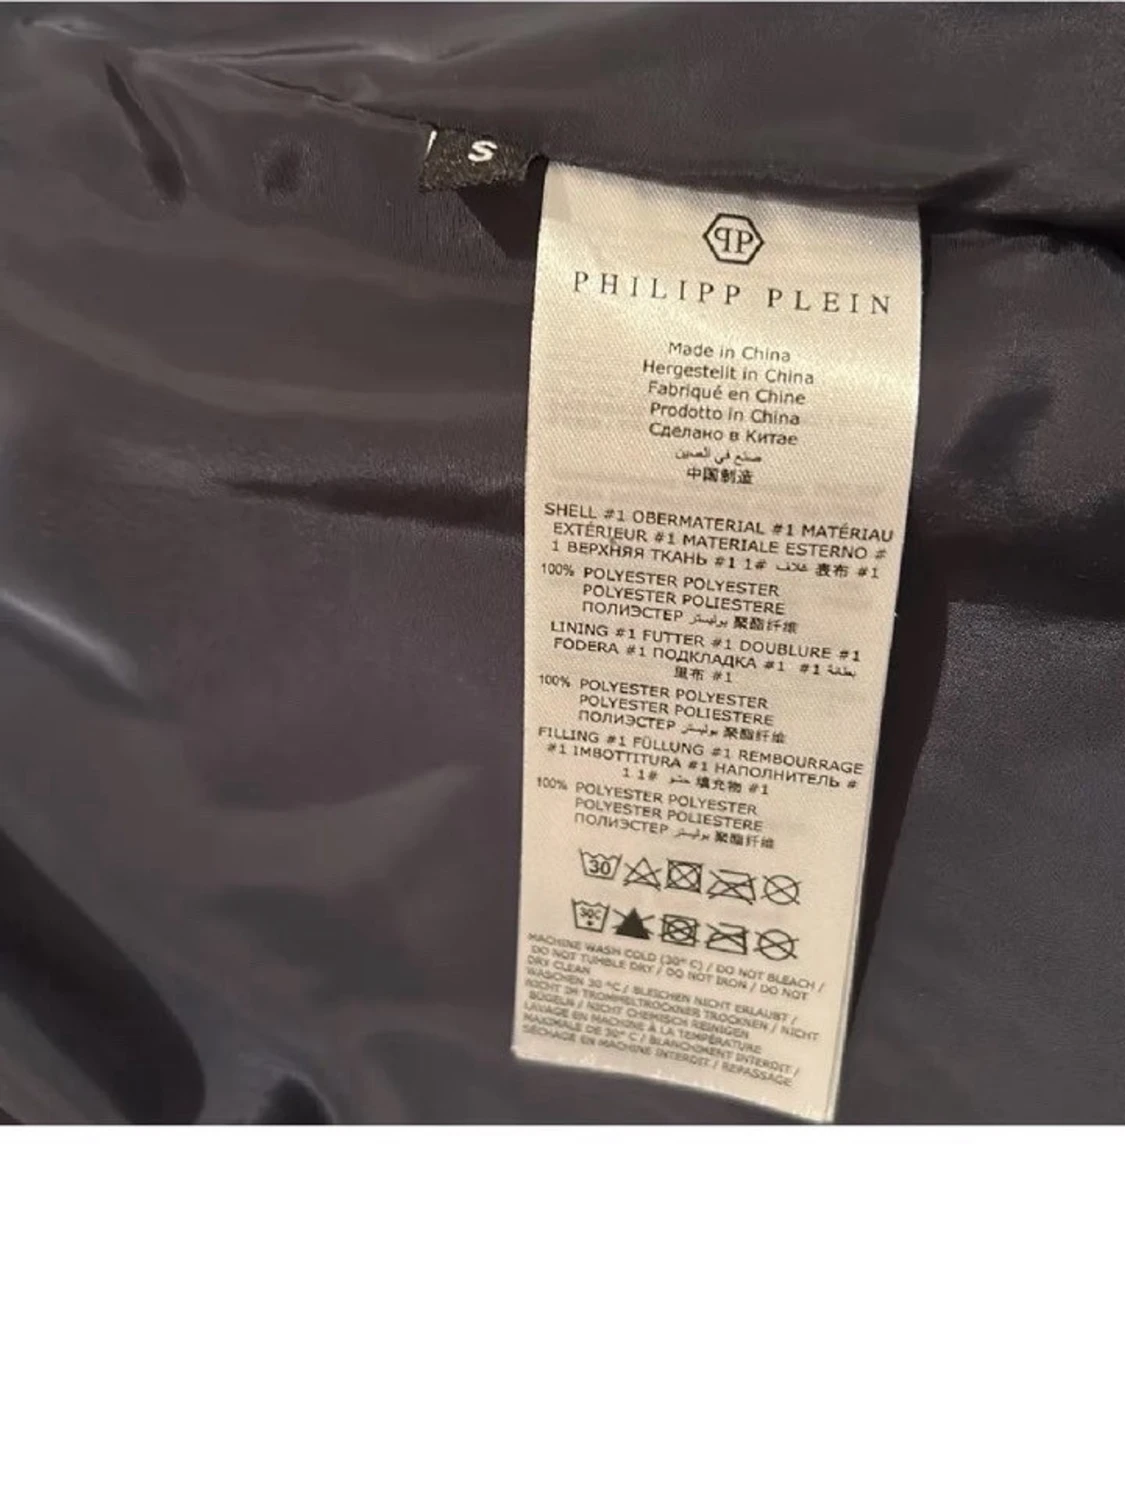 S
PHILIPP PLEIN
Made in China
Hergestellt in China
Fabriqué en Chine
Prodotto in China
Сделано в Китае
صنع في الصين
中国制造
SHELL #1 OBERMATERIAL #1 MATÉRIAU
EXTÉRIEUR #1 MATERIALE ESTERNO #
1 ВЕРХНЯЯ ТКАНЬ #1 1# غلاف 表布 #1
100% POLYESTER POLYESTER
POLYESTER POLIESTERE
ПОЛИЭСТЕР بوليستر 聚酯纤维
LINING #1 FUTTER #1 DOUBLURE #1
FODERA #1 ПОДКЛАДКА #1 #1 بطانة
里布 #1
100% POLYESTER POLYESTER
POLYESTER POLIESTERE
ПОЛИЭСТЕР بوليستر 聚酯纤维
FILLING #1 FÜLLUNG #1 REMBOURRAGE
#1 IMBOTTITURA #1 НАПОЛНИТЕЛЬ #
1 1# حشو 填充物 #1
100% POLYESTER POLYESTER
POLYESTER POLIESTERE
ПОЛИЭСТЕР بوليستر 聚酯纤维
30
30C
MACHINE WASH COLD (30° C) / DO NOT BLEACH /
DO NOT TUMBLE DRY / DO NOT IRON / DO NOT
DRY CLEAN
WASCHEN 30 °C / BLEICHEN NICHT ERLAUBT /
NICHT IM TROMMELTROCKNER TROCKNEN / NICHT
BÜGELN / NICHT CHEMISCH REINIGEN
LAVAGE EN MACHINE À LA TEMPÉRATURE
MAXIMALE DE 30° C / BLANCHIMENT INTERDIT /
SÉCHAGE EN MACHINE INTERDIT / REPASSAGE